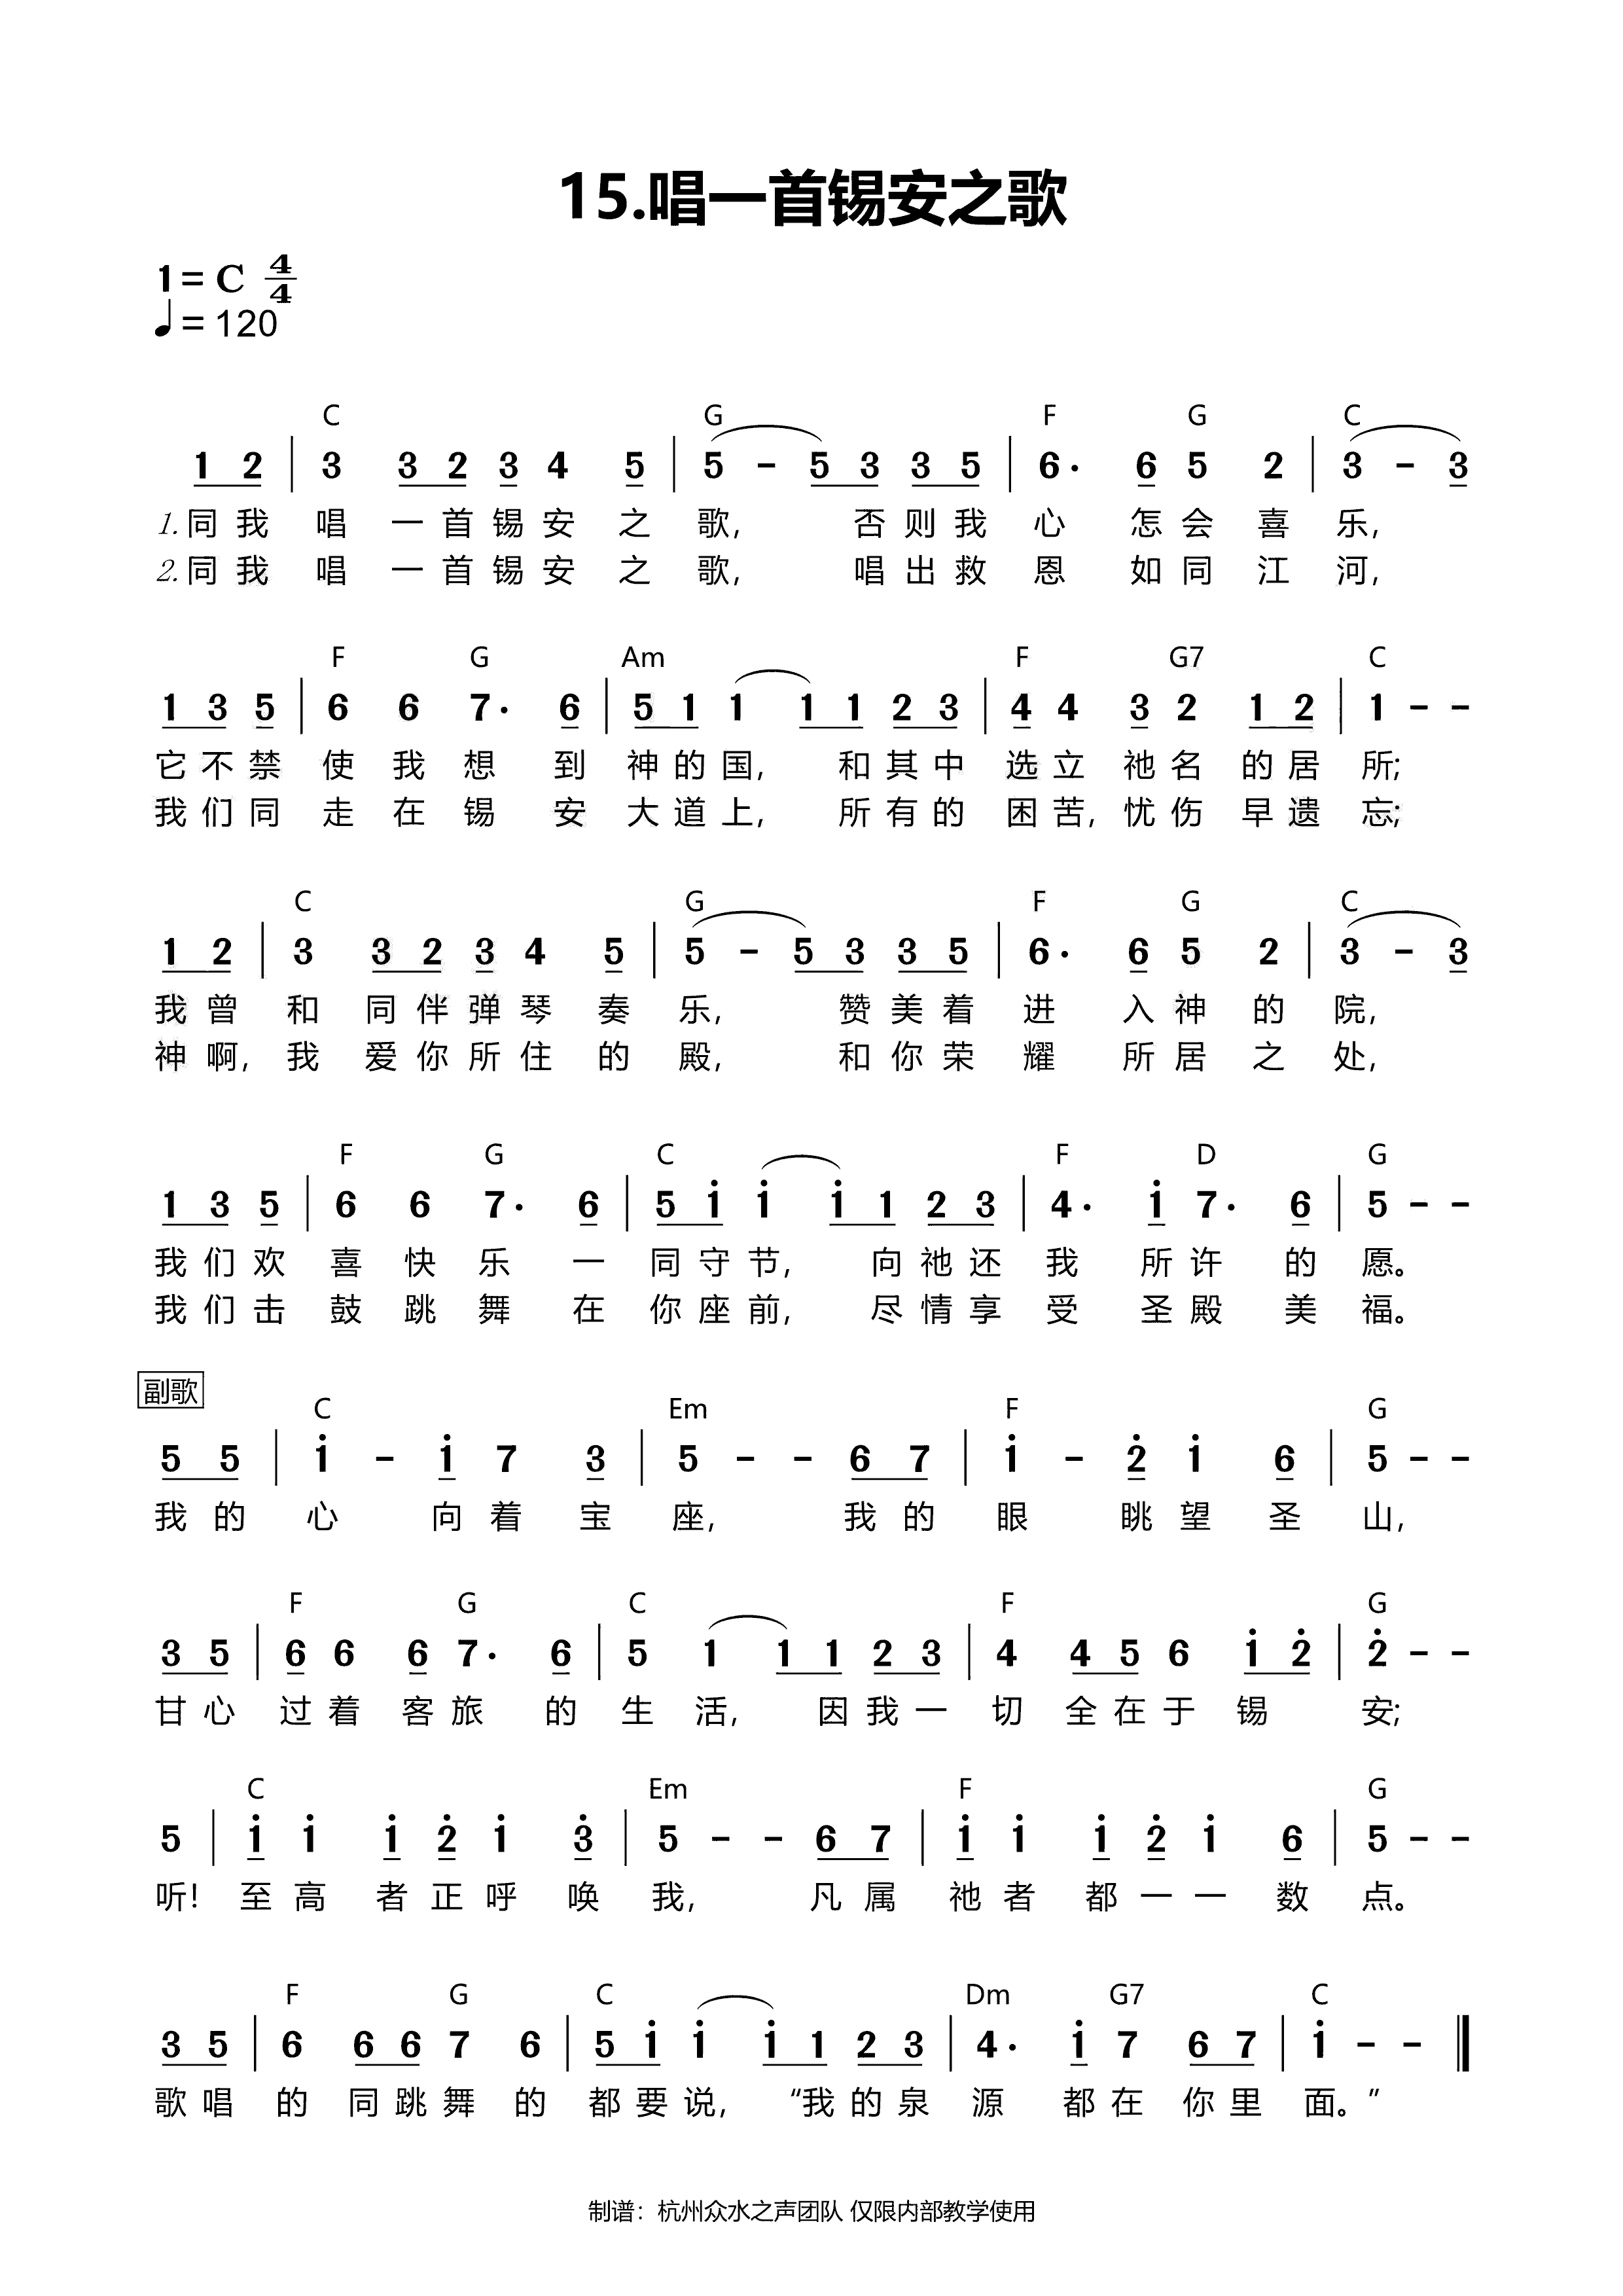 15.唱一首锡安之歌
1 = C 4/4
♩ = 120
C G F G C
1 2 | 3 3 2 3 4 5 | 5 - 5 3 3 5 | 6· 6 5 2 | 3 - 3
1.同我 唱 一首锡安 之 歌, 否则我 心 怎会 喜 乐,
2.同我 唱 一首锡安 之 歌, 唱出救 恩 如同 江 河,
F G Am F G7 C
1 3 5 | 6 6 7· 6 | 5 1 1 1 1 2 3 | 4 4 3 2 1 2 | 1 - -
它不禁 使 我 想 到 神的国, 和其中 选立 祂名 的居 所;
我们同 走 在 锡 安 大道上, 所有的 困苦, 忧伤 早遗 忘;
C G F G C
1 2 | 3 3 2 3 4 5 | 5 - 5 3 3 5 | 6· 6 5 2 | 3 - 3
我曾 和 同伴弹琴 奏 乐, 赞美着 进 入神 的 院,
神啊, 我 爱你所住 的 殿, 和你荣 耀 所居 之 处,
F G C F D G
1 3 5 | 6 6 7· 6 | 5 i i i 1 2 3 | 4· i 7· 6 | 5 - -
我们欢 喜 快 乐 一 同守节, 向祂还 我 所许 的 愿。
我们击 鼓 跳 舞 在 你座前, 尽情享 受 圣殿 美 福。
副歌
C Em F G
5 5 | i - i 7 3 | 5 - - 6 7 | i - 2̇ i 6 | 5 - -
我的 心 向着 宝 座, 我的 眼 眺望 圣 山,
F G C F G
3 5 | 6 6 6 7· 6 | 5 1 1 1 2 3 | 4 4 5 6 i 2̇ | 2̇ - -
甘心 过着 客旅 的 生 活, 因我一 切 全在于 锡 安;
C Em F G
5 | i i i 2̇ i 3̇ | 5 - - 6 7 | i i i 2̇ i 6 | 5 - -
听! 至高 者正呼 唤 我, 凡属 祂者 都一一 数 点。
F G C Dm G7 C
3 5 | 6 6 6 7 6 | 5 i i i 1 2 3 | 4· i 7 6 7 | i - -
歌唱 的 同跳舞 的 都要说, “我的泉 源 都在 你里 面。”
制谱：杭州众水之声团队 仅限内部教学使用